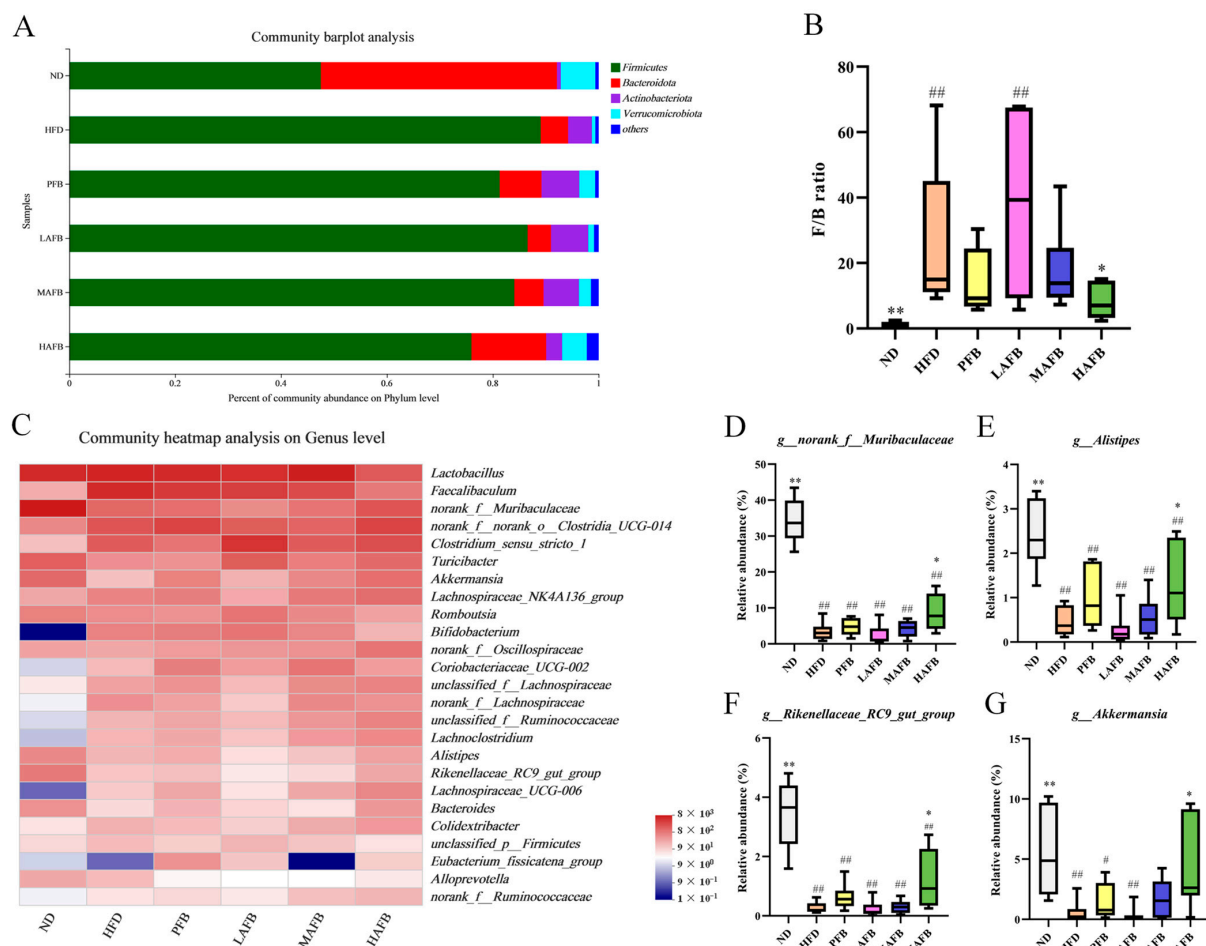 A
Community barplot analysis
ND
HFD
PFB
LAFB
MAFB
HAFB
Samples
0
0.2
0.4
0.6
0.8
1
Percent of community abundance on Phylum level
Firmicutes
Bacteroidota
Actinobacteriota
Verrucomicrobiota
others
B
F/B ratio
80
60
40
20
0
**
##
##
*
ND
HFD
PFB
LAFB
MAFB
HAFB
C
Community heatmap analysis on Genus level
Lactobacillus
Faecalibaculum
norank_f__Muribaculaceae
norank_f_norank_o__Clostridia_UCG-014
Clostridium_sensu_stricto_1
Turicibacter
Akkermansia
Lachnospiraceae_NK4A136_group
Romboutsia
Bifidobacterium
norank_f__Oscillospiraceae
Coriobacteriaceae_UCG-002
unclassified_f__Lachnospiraceae
norank_f__Lachnospiraceae
unclassified_f__Ruminococcaceae
Lachnoclostridium
Alistipes
Rikenellaceae_RC9_gut_group
Lachnospiraceae_UCG-006
Bacteroides
Colidextribacter
unclassified_p__Firmicutes
Eubacterium_fissicatena_group
Alloprevotella
norank_f__Ruminococcaceae
ND
HFD
PFB
LAFB
MAFB
HAFB
8 × 10³
8 × 10²
9 × 10¹
9 × 10⁰
9 × 10⁻¹
1 × 10⁻¹
D
g__norank_f__Muribaculaceae
Relative abundance (%)
50
40
30
20
10
0
**
##
##
##
##
*
##
ND
HFD
PFB
LAFB
MAFB
HAFB
E
g__Alistipes
Relative abundance (%)
4
3
2
1
0
**
##
##
##
##
*
##
ND
HFD
PFB
LAFB
MAFB
HAFB
F
g__Rikenellaceae_RC9_gut_group
Relative abundance (%)
6
4
2
0
**
##
##
##
##
*
##
ND
HFD
G
g__Akkermansia
Relative abundance (%)
15
10
5
0
**
##
#
##
*
ND
HFD